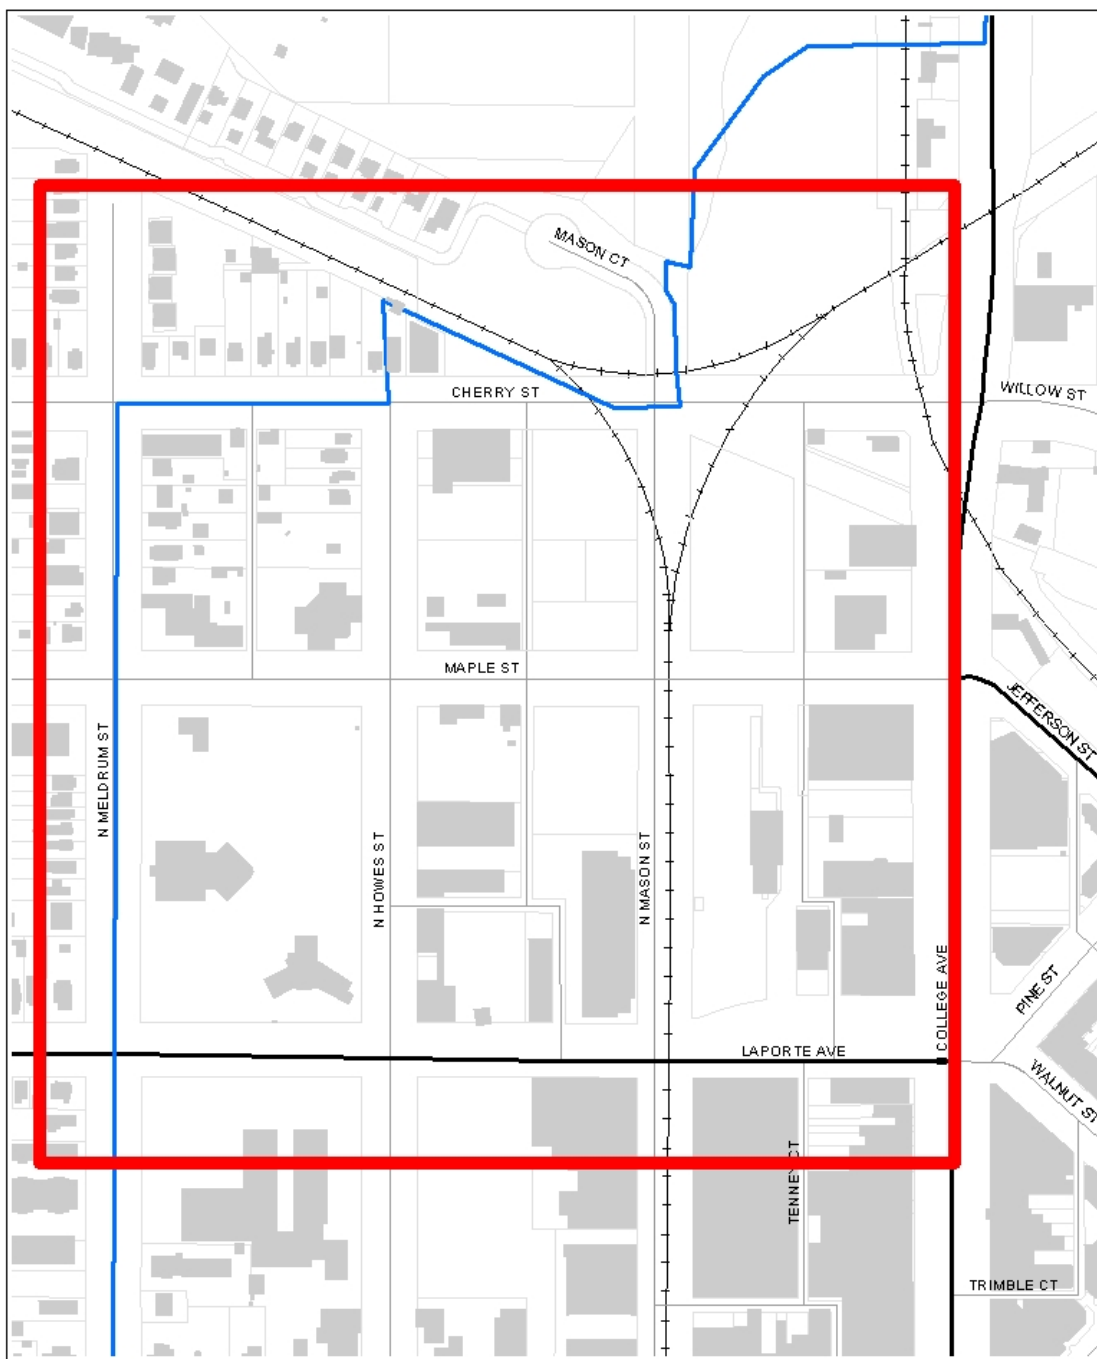 MASON CT
CHERRY ST
WILLOW ST
MAPLE ST
JEFFERSON ST
N MELDRUM ST
N HOWES ST
N MASON ST
COLLEGE AVE
PINE ST
LAPORTE AVE
WALNUT ST
TENNEY CT
TRIMBLE CT